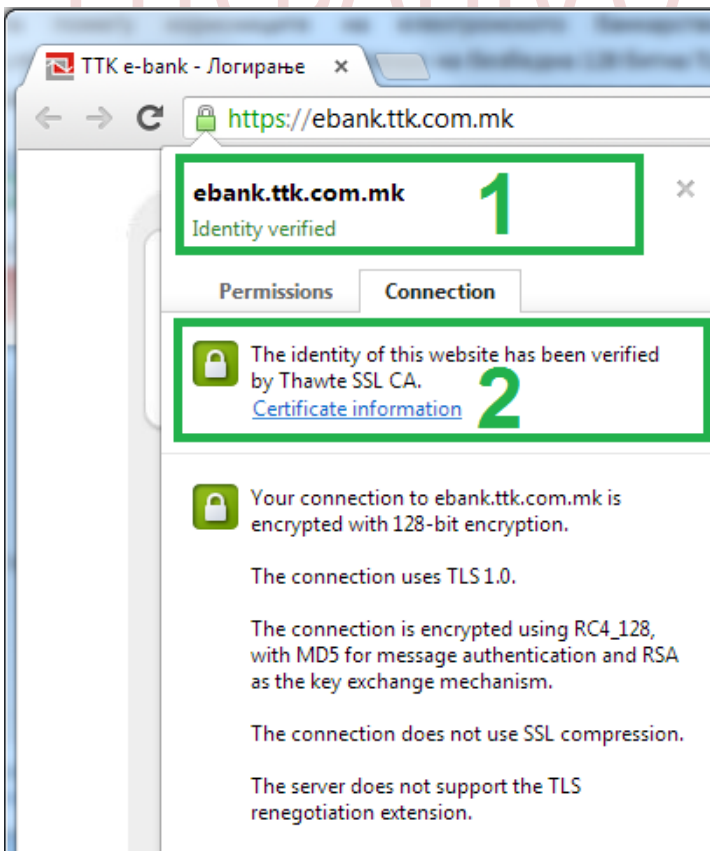 TTK e-bank - Логирање
https://ebank.ttk.com.mk
ebank.ttk.com.mk
Identity verified
1
Permissions Connection
The identity of this website has been verified
by Thawte SSL CA.
Certificate information
2
Your connection to ebank.ttk.com.mk is
encrypted with 128-bit encryption.
The connection uses TLS 1.0.
The connection is encrypted using RC4_128,
with MD5 for message authentication and RSA
as the key exchange mechanism.
The connection does not use SSL compression.
The server does not support the TLS
renegotiation extension.